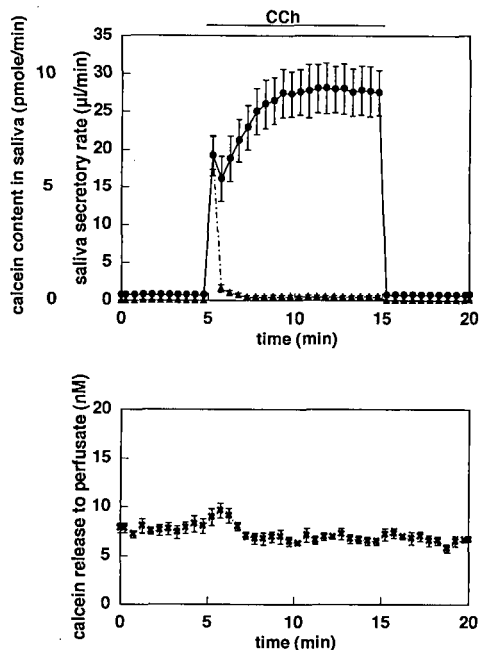 CCh
calcein content in saliva (pmole/min)
saliva secretory rate (µl/min)
10
5
0
35
30
25
20
15
10
5
0
0 5 10 15 20
time (min)
calcein release to perfusate (nM)
20
15
10
5
0
0 5 10 15 20
time (min)